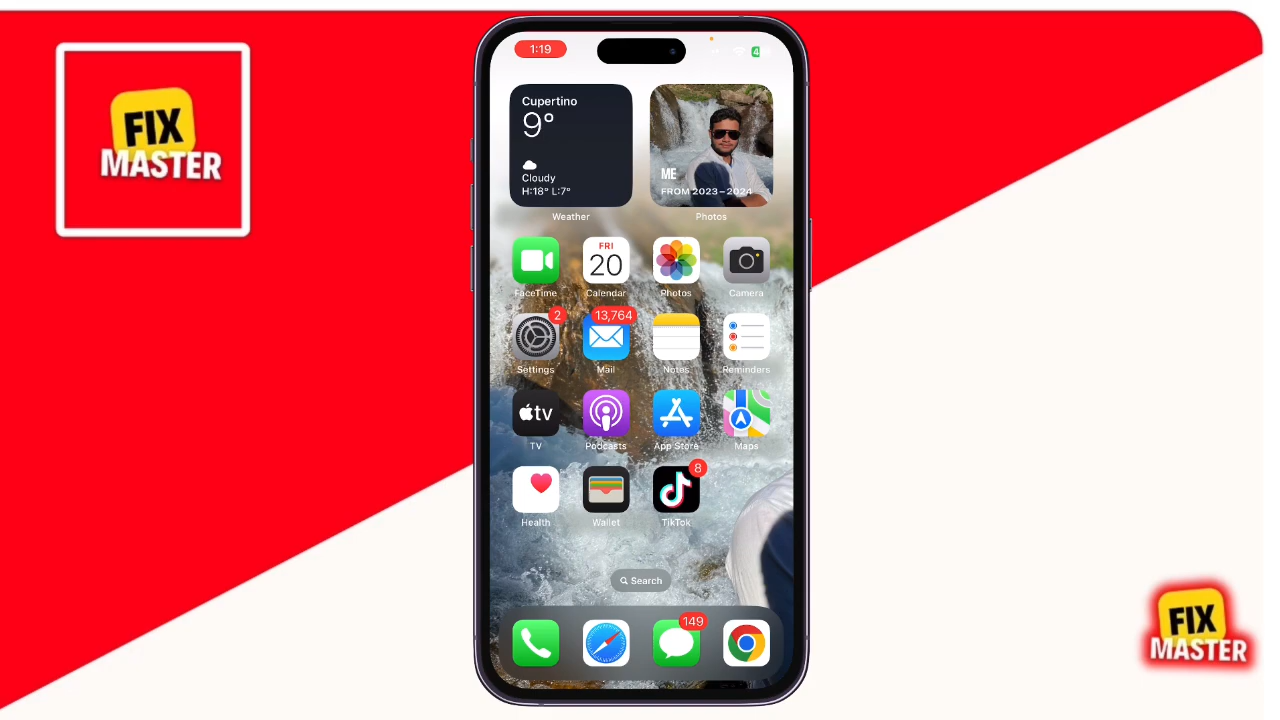 FIX
MASTER
1:19
4
Cupertino
9°
Cloudy
H:18° L:7°
Weather
ME
FROM 2023–2024
Photos
FaceTime
FRI
20
Calendar
Photos
Camera
2
Settings
13,764
Mail
Notes
Reminders
tv
TV
Podcasts
App Store
Maps
Health
Wallet
8
TikTok
Search
149
FIX
MASTER